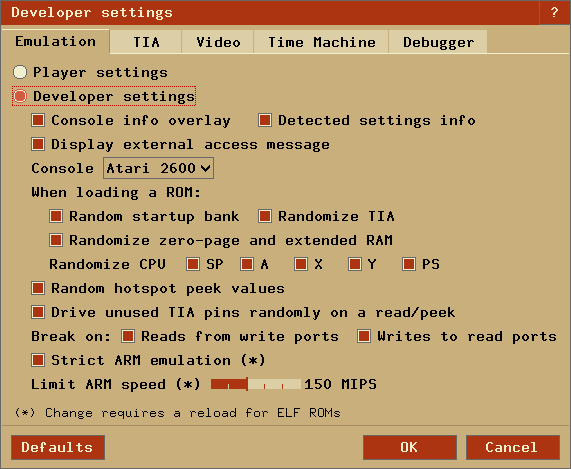 Developer settings ?
Emulation TIA Video Time Machine Debugger
Player settings
Developer settings
Console info overlay Detected settings info
Display external access message
Console Atari 2600
When loading a ROM:
Random startup bank Randomize TIA
Randomize zero-page and extended RAM
Randomize CPU SP A X Y PS
Random hotspot peek values
Drive unused TIA pins randomly on a read/peek
Break on: Reads from write ports Writes to read ports
Strict ARM emulation (*)
Limit ARM speed (*) 150 MIPS
(*) Change requires a reload for ELF ROMs
Defaults OK Cancel